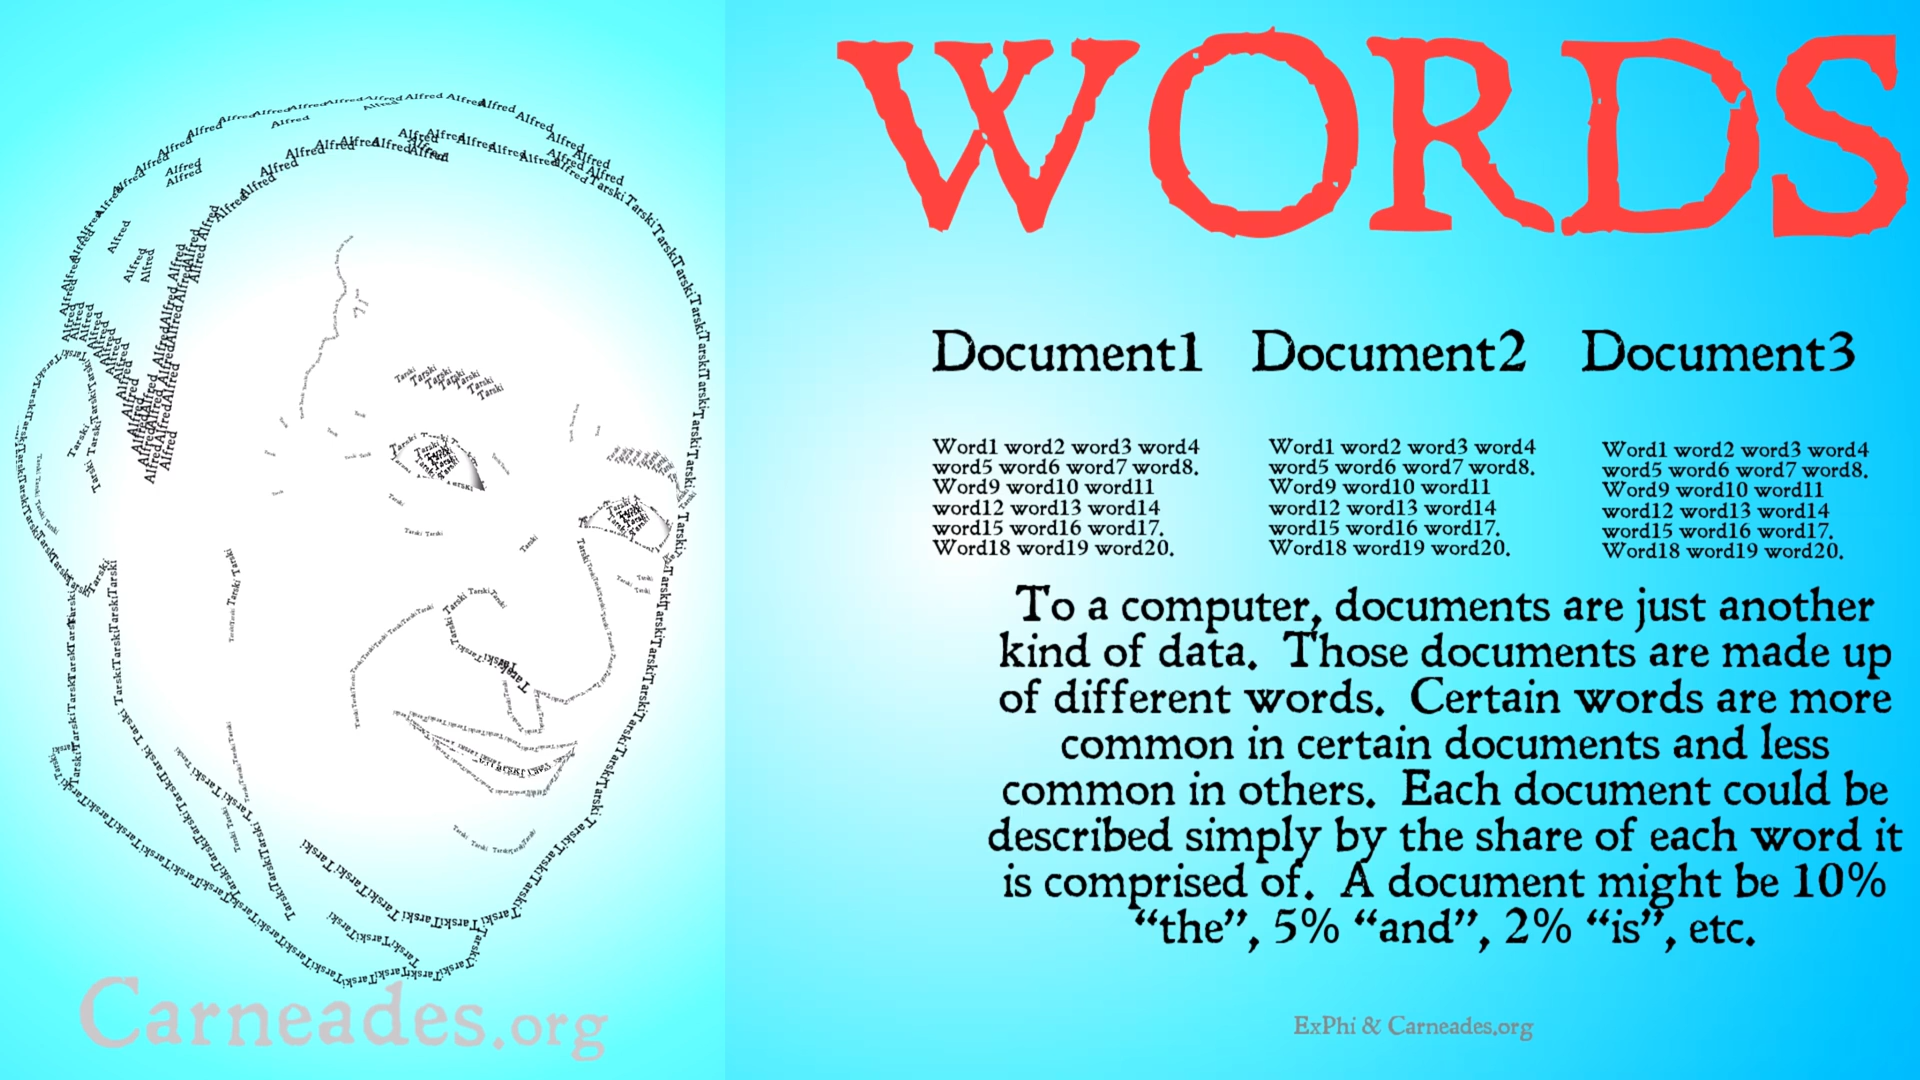 WORDS
Document1 Document2 Document3
Word1 word2 word3 word4
word5 word6 word7 word8.
Word9 word10 word11
word12 word13 word14
word15 word16 word17.
Word18 word19 word20.
Word1 word2 word3 word4
word5 word6 word7 word8.
Word9 word10 word11
word12 word13 word14
word15 word16 word17.
Word18 word19 word20.
Word1 word2 word3 word4
word5 word6 word7 word8.
Word9 word10 word11
word12 word13 word14
word15 word16 word17.
Word18 word19 word20.
To a computer, documents are just another
kind of data. Those documents are made up
of different words. Certain words are more
common in certain documents and less
common in others. Each document could be
described simply by the share of each word it
is comprised of. A document might be 10%
“the”, 5% “and”, 2% “is”, etc.
Carneades.org
ExPhi & Carneades.org
Alfred
Tarski